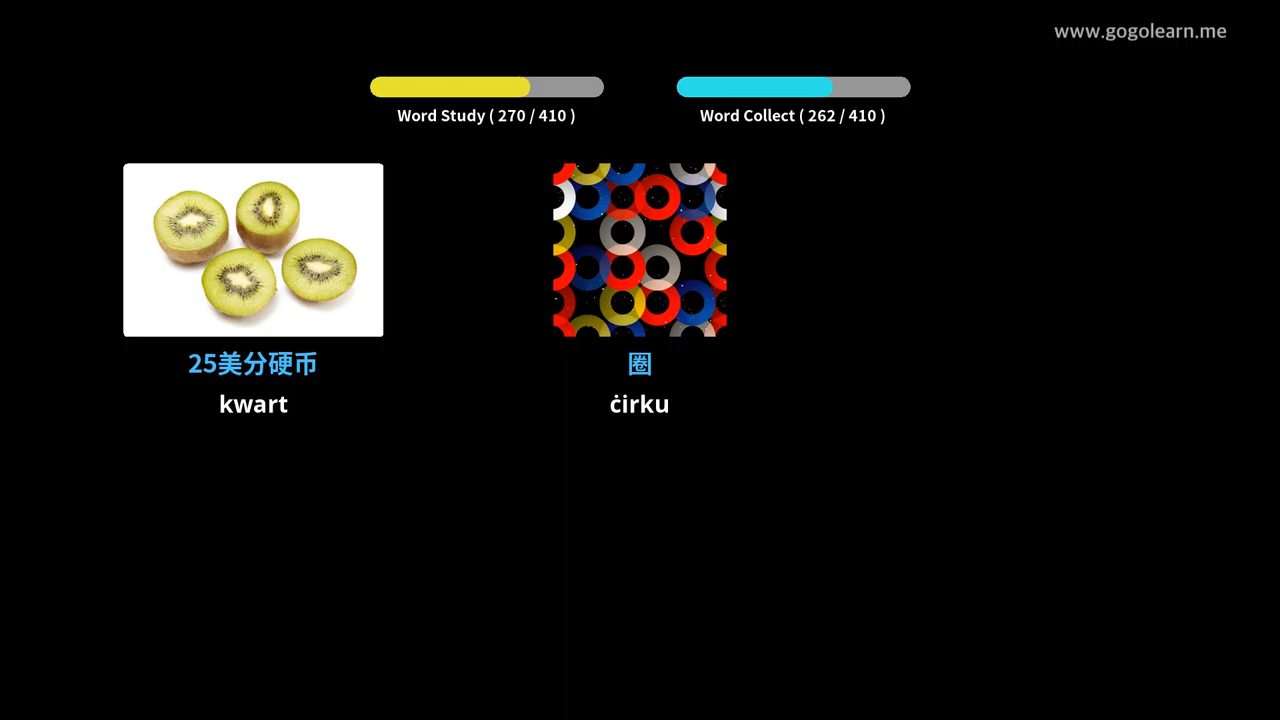 www.gogolearn.me
Word Study ( 270 / 410 )
Word Collect ( 262 / 410 )
25美分硬币
圈
kwart
ċirku